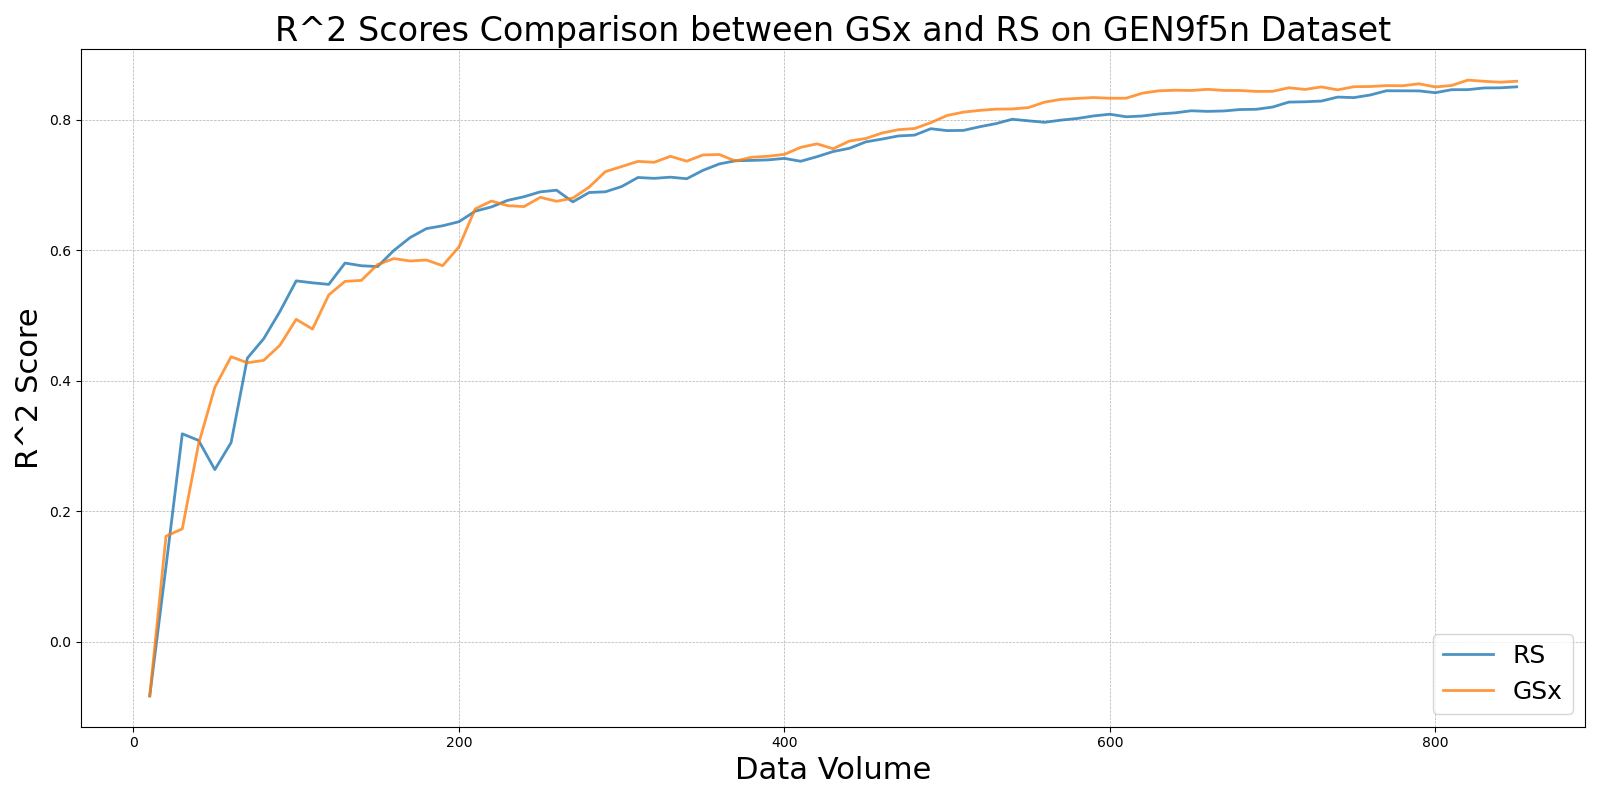 R^2 Scores Comparison between GSx and RS on GEN9f5n Dataset
R^2 Score
0.8
0.6
0.4
0.2
0.0
0
200
400
600
800
Data Volume
RS
GSx